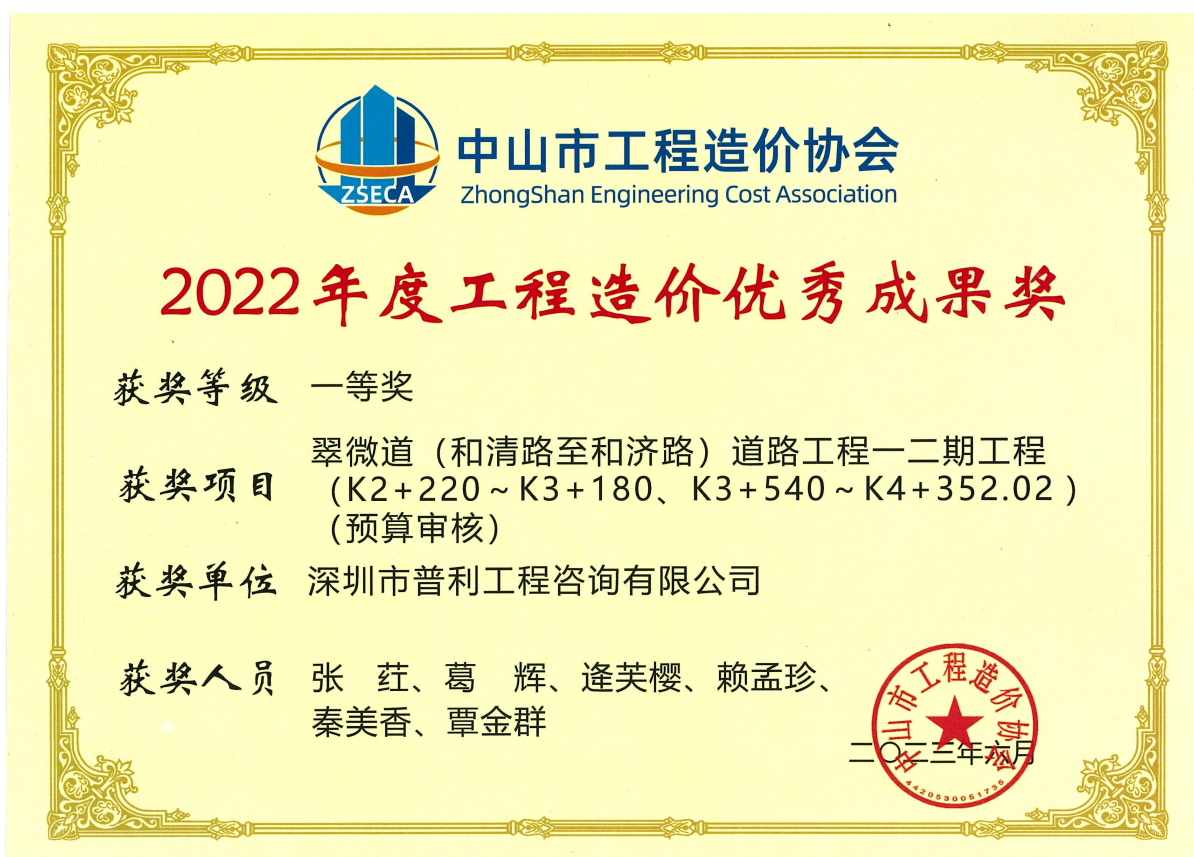 ZSECA
中山市工程造价协会
ZhongShan Engineering Cost Association
2022年度工程造价优秀成果奖
获奖等级 一等奖
获奖项目 翠微道（和清路至和济路）道路工程一二期工程
（K2+220~K3+180、K3+540~K4+352.02）
（预算审核）
获奖单位 深圳市普利工程咨询有限公司
获奖人员 张 荭、葛 辉、逄芙樱、赖孟珍、
秦美香、覃金群
中山市工程造价协会
二〇二三年六月
4420530051735